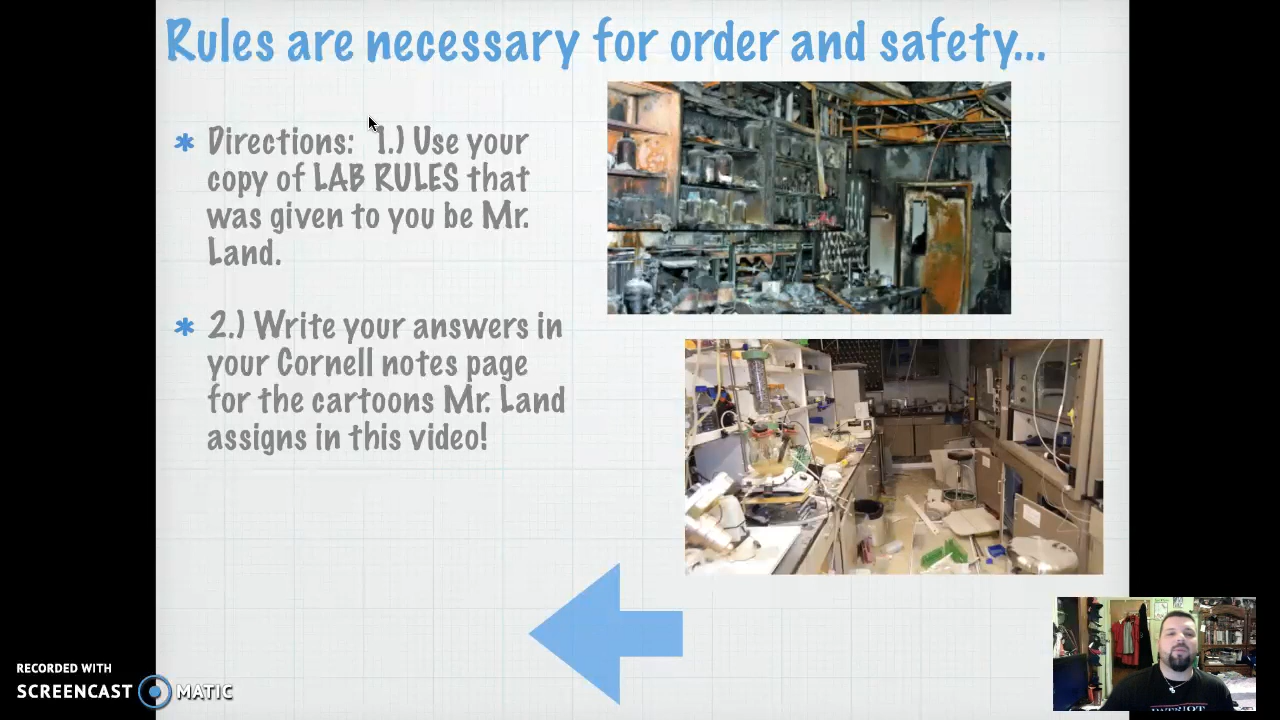 Rules are necessary for order and safety...
Directions: 1.) Use your
copy of LAB RULES that
was given to you be Mr.
Land.
2.) Write your answers in
your Cornell notes page
for the cartoons Mr. Land
assigns in this video!
RECORDED WITH
SCREENCAST MATIC
PATRIOT